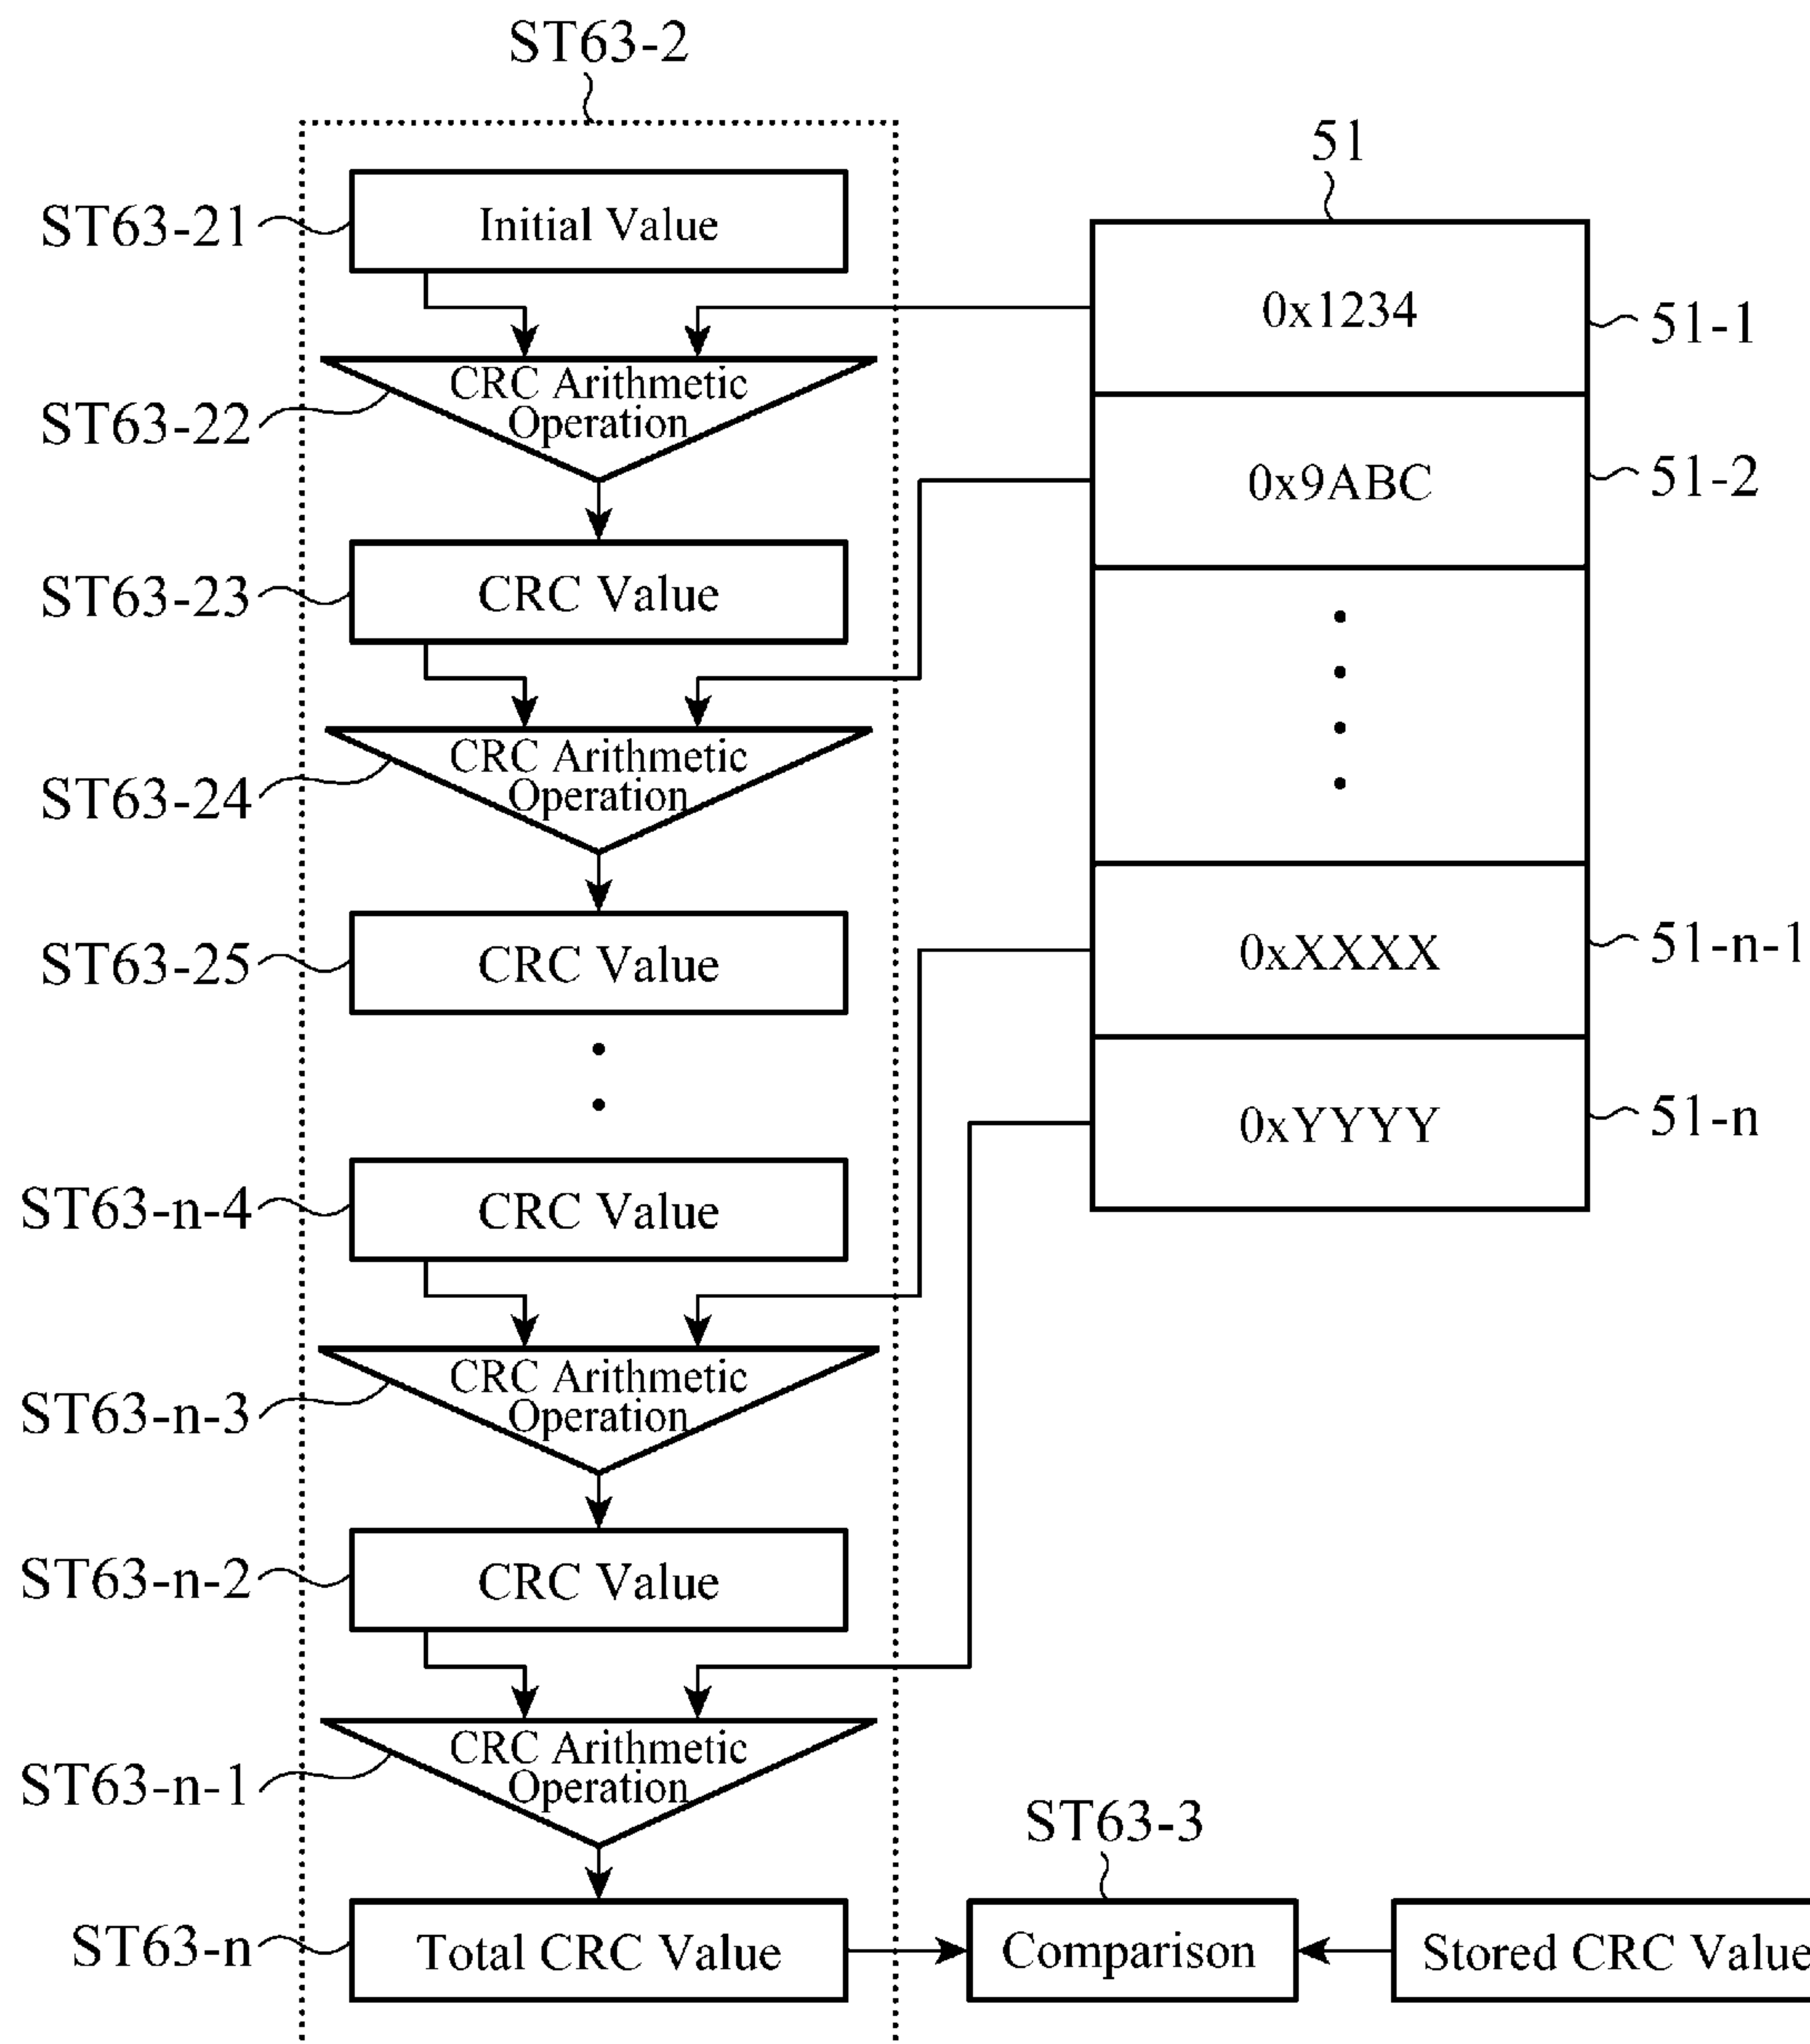 ST63-2
51
ST63-21
Initial Value
0x1234
51-1
CRC Arithmetic
Operation
ST63-22
0x9ABC
51-2
ST63-23
CRC Value
CRC Arithmetic
Operation
ST63-24
ST63-25
CRC Value
0xXXXX
51-n-1
0xYYYY
51-n
ST63-n-4
CRC Value
CRC Arithmetic
Operation
ST63-n-3
ST63-n-2
CRC Value
CRC Arithmetic
Operation
ST63-n-1
ST63-3
ST63-n
Total CRC Value
Comparison
Stored CRC Value